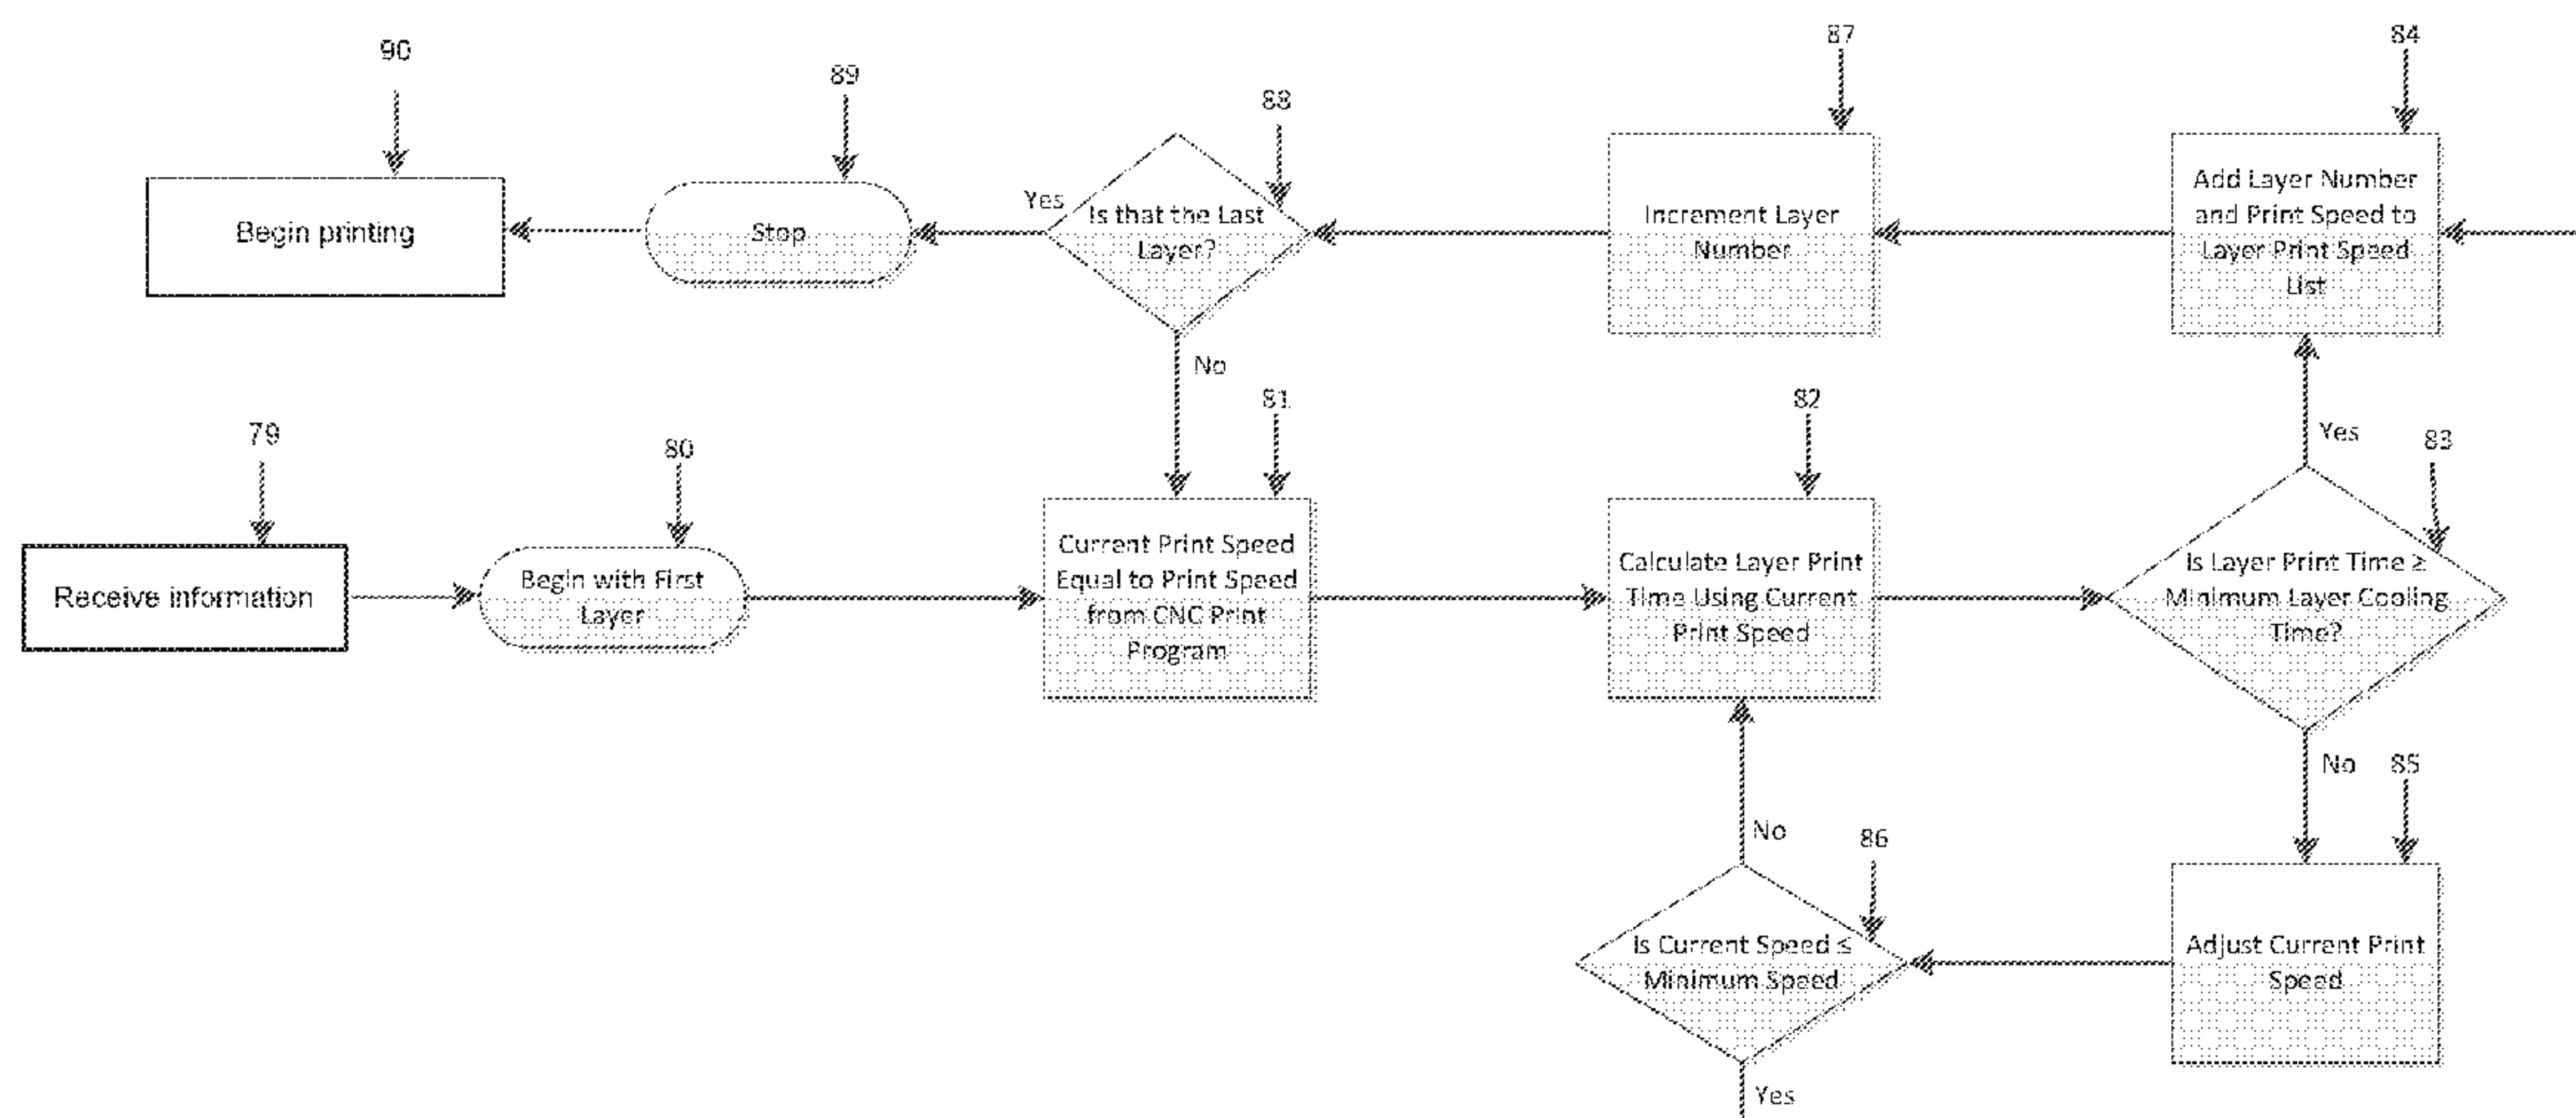 90
89
88
87
84
Begin printing
Stop
Yes
Is that the Last
Layer?
Increment Layer
Number
Add Layer Number
and Print Speed to
Layer Print Speed
List
No
Yes
79
80
81
82
83
Receive information
Begin with First
Layer
Current Print Speed
Equal to Print Speed
from CNC Print
Program
Calculate Layer Print
Time Using Current
Print Speed
Is Layer Print Time ≥
Minimum Layer Cooling
Time?
No
85
No
86
Is Current Speed ≤
Minimum Speed
Adjust Current Print
Speed
Yes